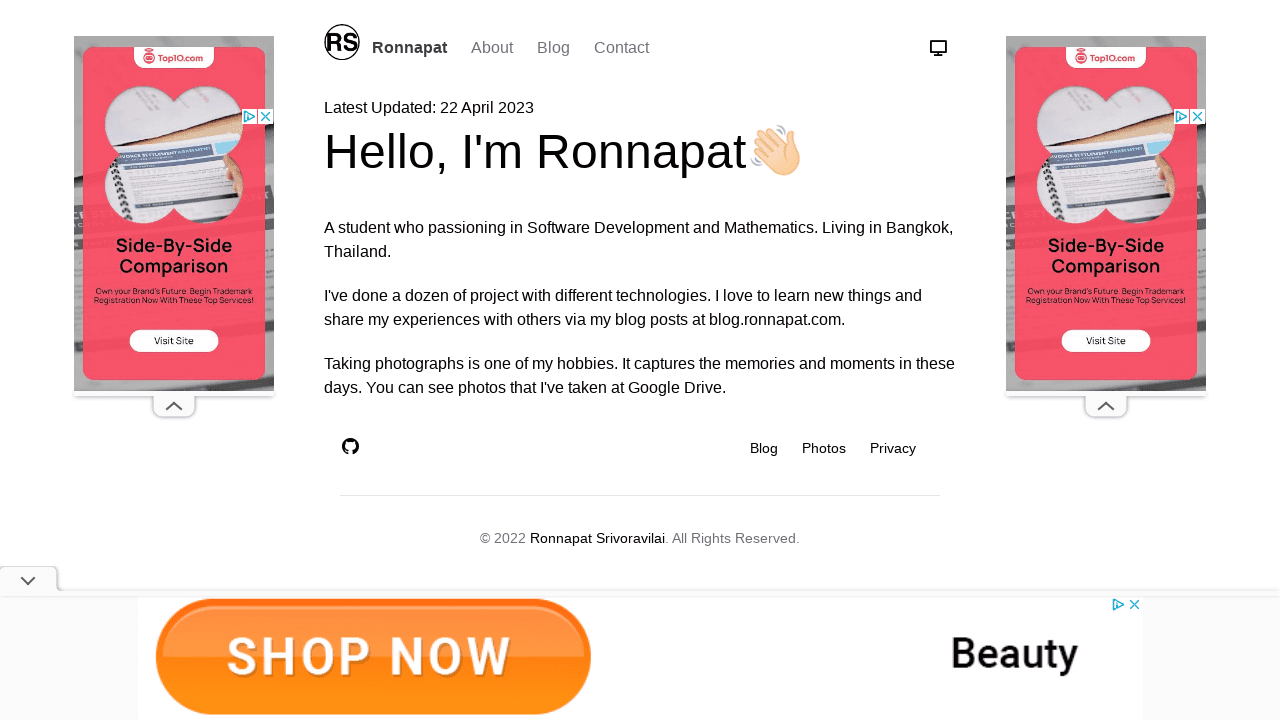 RS
Ronnapat
About
Blog
Contact
Latest Updated: 22 April 2023
Hello, I'm Ronnapat👋🏻
A student who passioning in Software Development and Mathematics. Living in Bangkok,
Thailand.
I've done a dozen of project with different technologies. I love to learn new things and
share my experiences with others via my blog posts at blog.ronnapat.com.
Taking photographs is one of my hobbies. It captures the memories and moments in these
days. You can see photos that I've taken at Google Drive.
Blog
Photos
Privacy
© 2022 Ronnapat Srivoravilai. All Rights Reserved.
Top10.com
DIVORCE SETTLEMENT AGREEMENT
Side-By-Side
Comparison
Own your Brand's Future: Begin Trademark
Registration Now With These Top Services!
Visit Site
Top10.com
DIVORCE SETTLEMENT AGREEMENT
Side-By-Side
Comparison
Own your Brand's Future: Begin Trademark
Registration Now With These Top Services!
Visit Site
SHOP NOW
Beauty